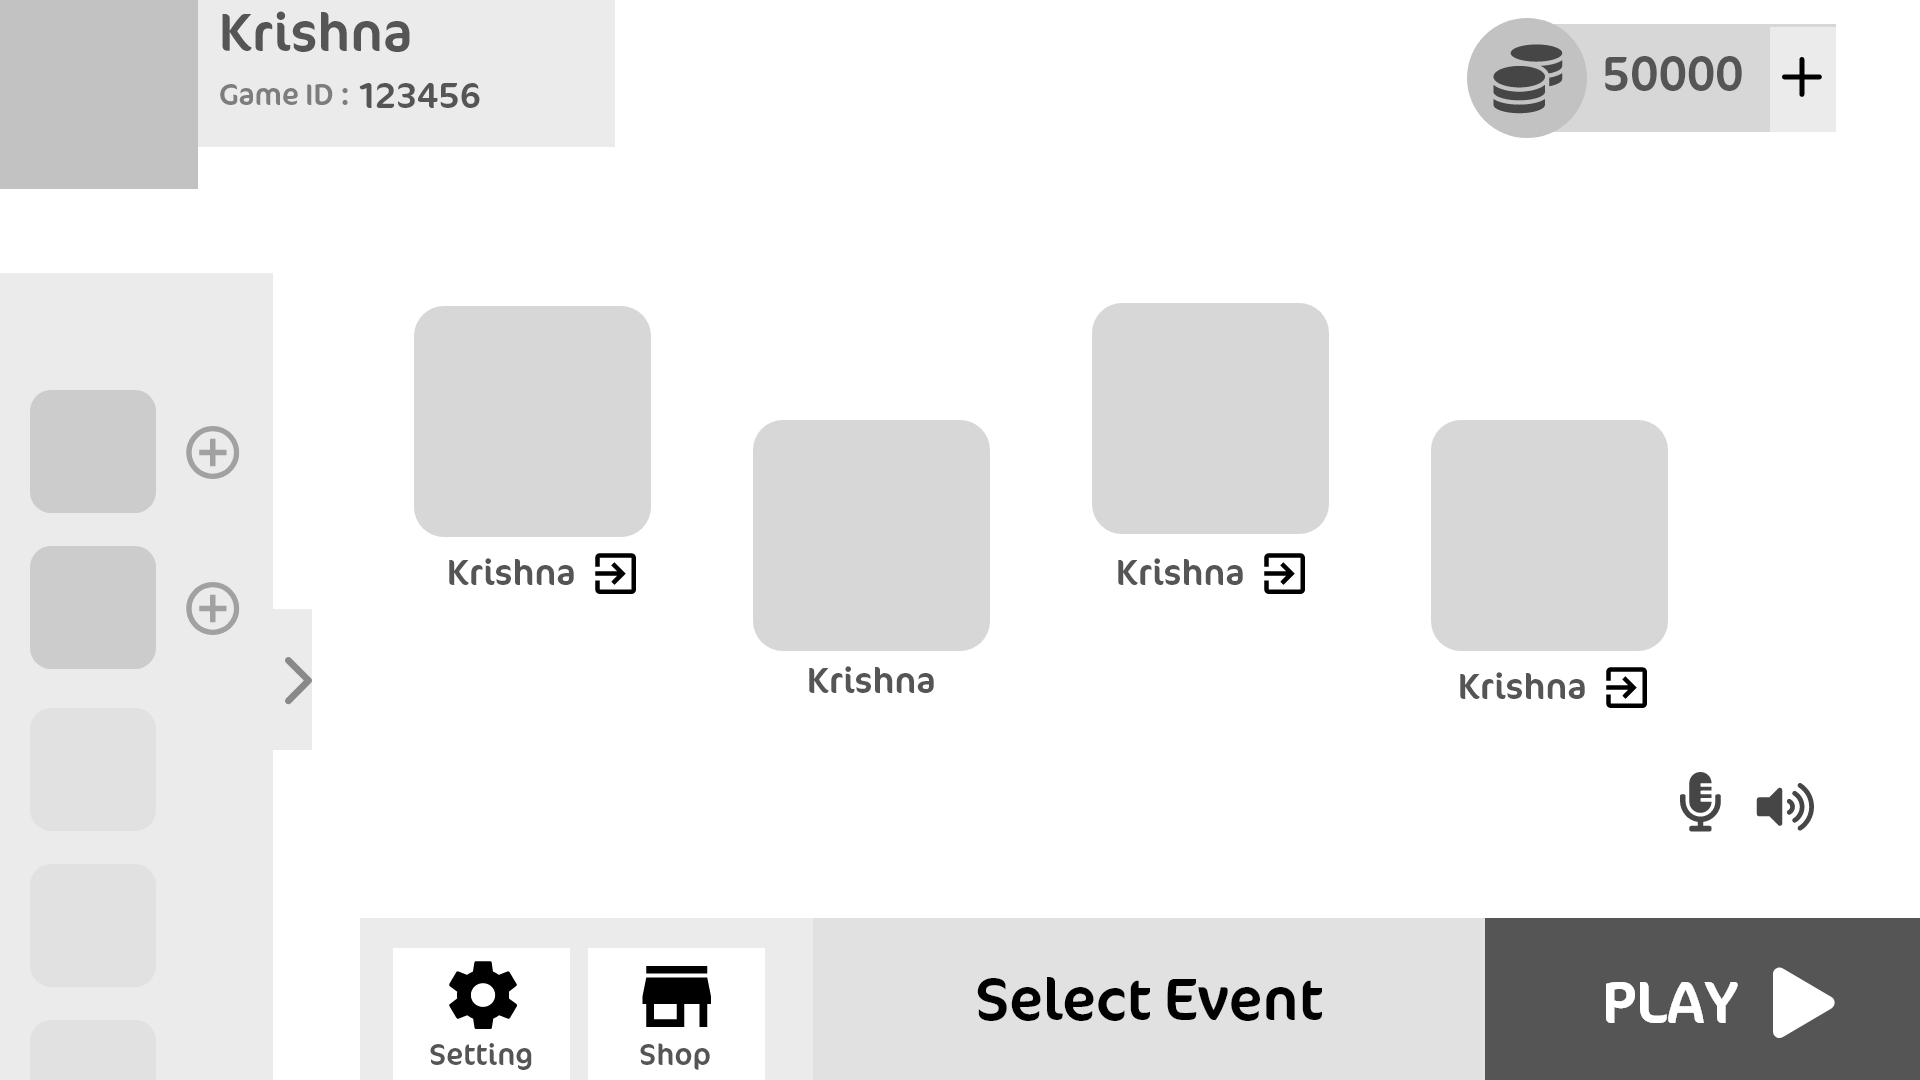 Krishna
Game ID : 123456
50000
Krishna
Krishna
Krishna
Krishna
Setting
Shop
Select Event
PLAY